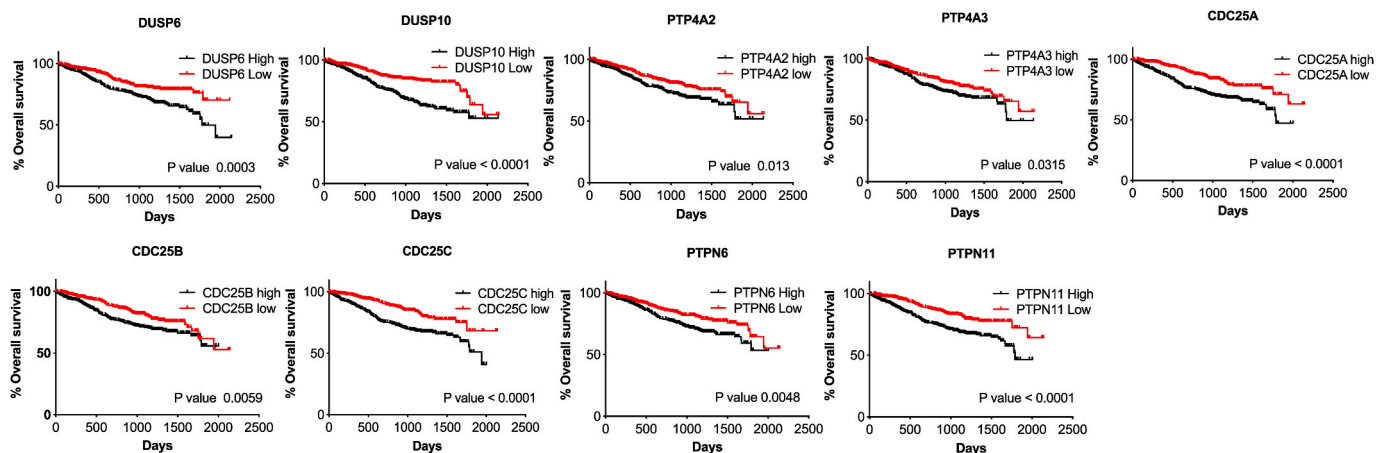 DUSP6
% Overall survival
100
50
0
DUSP6 High
DUSP6 Low
P value 0.0003
0 500 1000 1500 2000 2500
Days
DUSP10
% Overall survival
100
50
0
DUSP10 High
DUSP10 Low
P value < 0.0001
0 500 1000 1500 2000 2500
Days
PTP4A2
% Overall survival
100
50
0
PTP4A2 high
PTP4A2 low
P value 0.013
0 500 1000 1500 2000 2500
Days
PTP4A3
% Overall survival
100
50
0
PTP4A3 high
PTP4A3 low
P value 0.0315
0 500 1000 1500 2000 2500
Days
CDC25A
% Overall survival
100
50
0
CDC25A high
CDC25A low
P value < 0.0001
0 500 1000 1500 2000 2500
Days
CDC25B
% Overall survival
100
50
0
CDC25B high
CDC25B low
P value 0.0059
0 500 1000 1500 2000 2500
Days
CDC25C
% Overall survival
100
50
0
CDC25C high
CDC25C low
P value < 0.0001
0 500 1000 1500 2000 2500
Days
PTPN6
% Overall survival
100
50
0
PTPN6 High
PTPN6 Low
P value 0.0048
0 500 1000 1500 2000 2500
Days
PTPN11
% Overall survival
100
50
0
PTPN11 High
PTPN11 Low
P value < 0.0001
0 500 1000 1500 2000 2500
Days